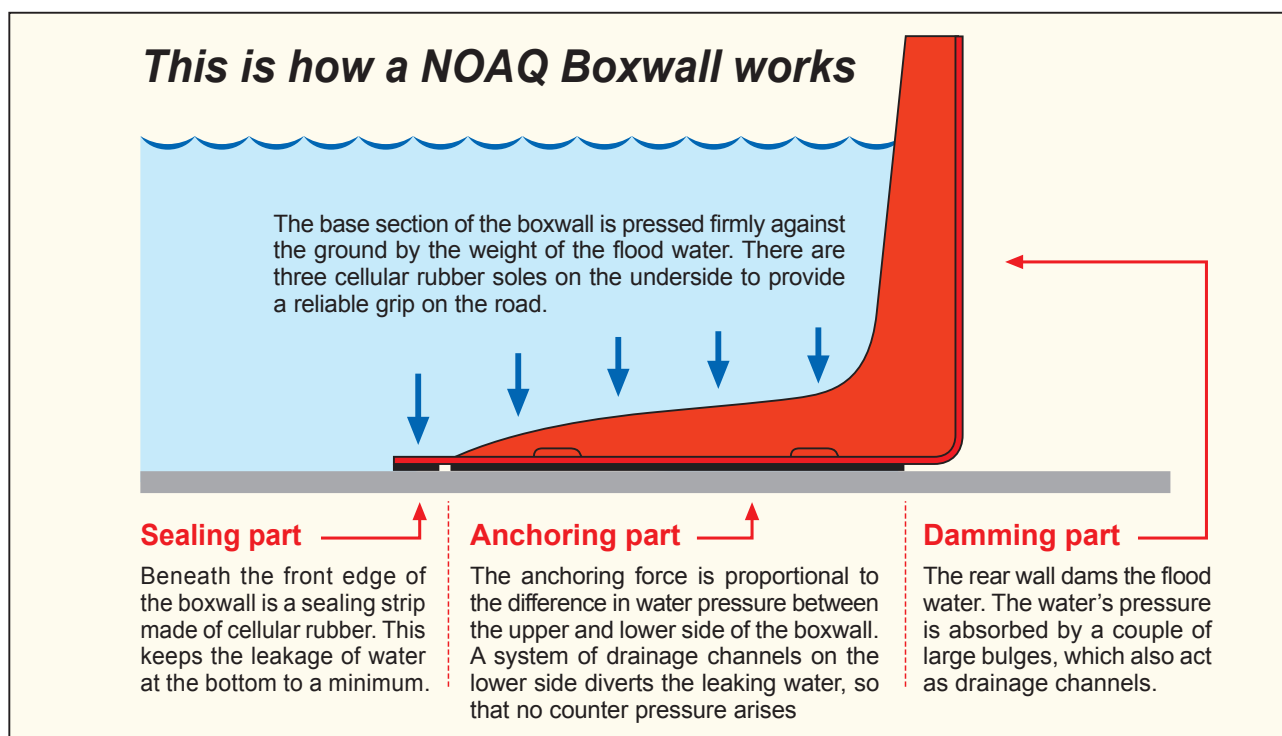 This is how a NOAQ Boxwall works
The base section of the boxwall is pressed firmly against
the ground by the weight of the flood water. There are
three cellular rubber soles on the underside to provide
a reliable grip on the road.
Sealing part
Beneath the front edge of
the boxwall is a sealing strip
made of cellular rubber. This
keeps the leakage of water
at the bottom to a minimum.
Anchoring part
The anchoring force is proportional to
the difference in water pressure between
the upper and lower side of the boxwall.
A system of drainage channels on the
lower side diverts the leaking water, so
that no counter pressure arises
Damming part
The rear wall dams the flood
water. The water’s pressure
is absorbed by a couple of
large bulges, which also act
as drainage channels.